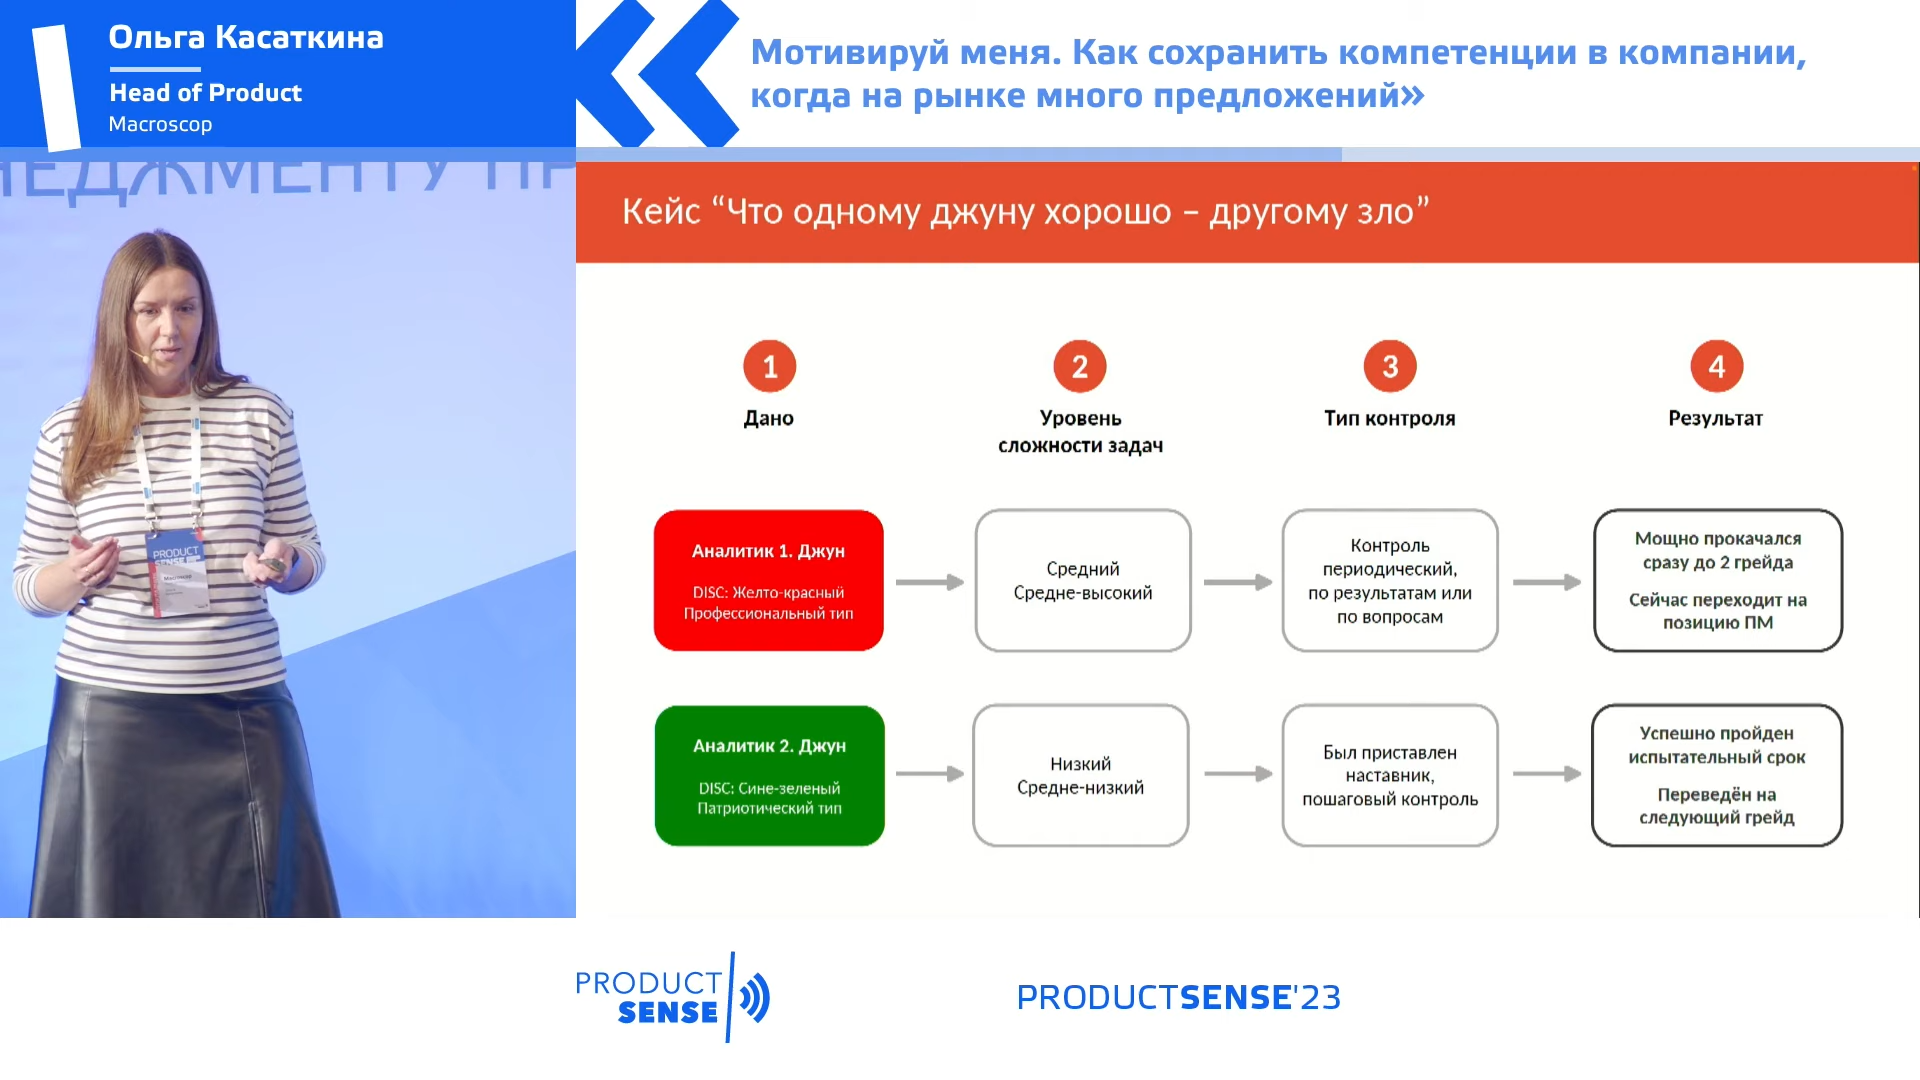 Ольга Касаткина
Head of Product
Macroscop
Мотивируй меня. Как сохранить компетенции в компании,
когда на рынке много предложений»
НЕДЖМЕНТУ ПР
PRODUCT
SENSE
Кейс “Что одному джуну хорошо – другому зло”
1
Дано
2
Уровень
сложности задач
3
Тип контроля
4
Результат
Аналитик 1. Джун
DISC: Желто-красный
Профессиональный тип
Средний
Средне-высокий
Контроль
периодический,
по результатам или
по вопросам
Мощно прокачался
сразу до 2 грейда
Сейчас переходит на
позицию ПМ
Аналитик 2. Джун
DISC: Сине-зеленый
Патриотический тип
Низкий
Средне-низкий
Был приставлен
наставник,
пошаговый контроль
Успешно пройден
испытательный срок
Переведён на
следующий грейд
PRODUCT
SENSE
PRODUCTSENSE'23